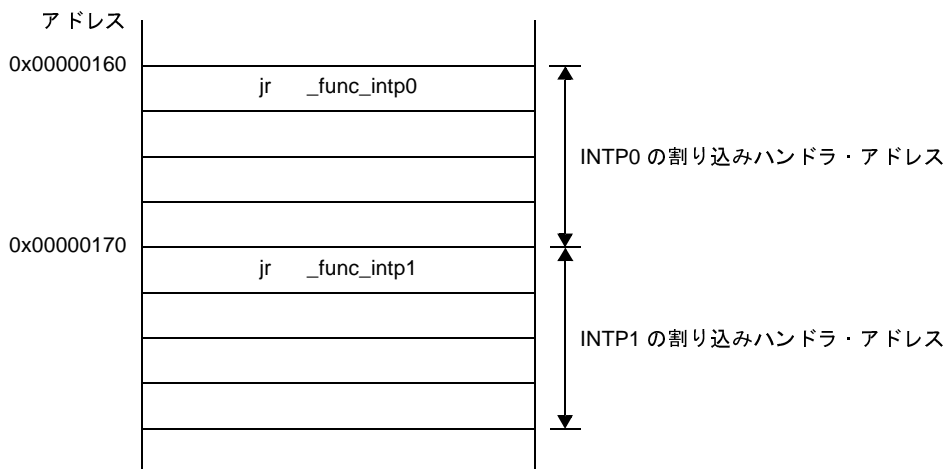 アドレス
0x00000160
jr _func_intp0
INTP0 の割り込みハンドラ・アドレス
0x00000170
jr _func_intp1
INTP1 の割り込みハンドラ・アドレス